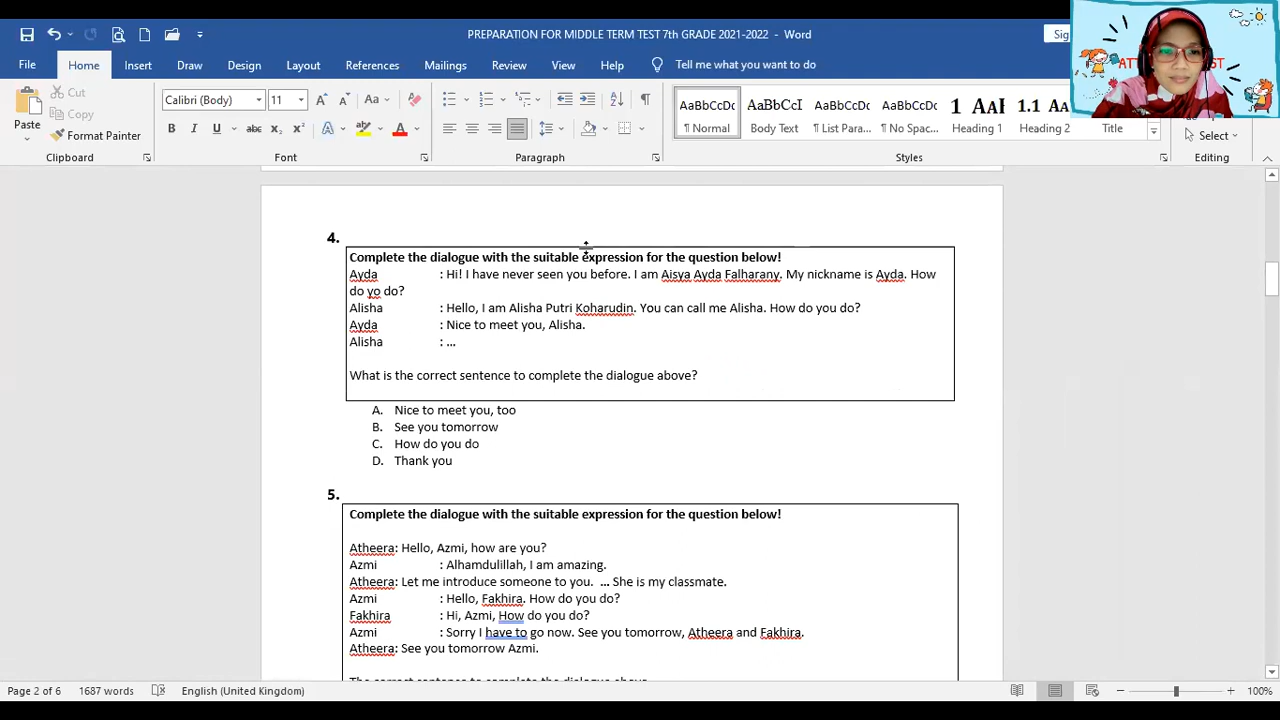 PREPARATION FOR MIDDLE TERM TEST 7th GRADE 2021-2022 - Word
Sig
File Home Insert Draw Design Layout References Mailings Review View Help Tell me what you want to do
Paste
Cut
Copy
Format Painter
Calibri (Body) 11
AaBbCcDc AaBbCcI AaBbCcDc AaBbCcDc 1 AaB 1.1 AaB
¶ Normal Body Text ¶ List Para... ¶ No Spac... Heading 1 Heading 2 Title
Select
Clipboard Font Paragraph Styles Editing
4.
Complete the dialogue with the suitable expression for the question below!
Ayda : Hi! I have never seen you before. I am Aisya Ayda Falharany. My nickname is Ayda. How
do yo do?
Alisha : Hello, I am Alisha Putri Koharudin. You can call me Alisha. How do you do?
Ayda : Nice to meet you, Alisha.
Alisha : ...
What is the correct sentence to complete the dialogue above?
A. Nice to meet you, too
B. See you tomorrow
C. How do you do
D. Thank you
5.
Complete the dialogue with the suitable expression for the question below!
Atheera: Hello, Azmi, how are you?
Azmi : Alhamdulillah, I am amazing.
Atheera: Let me introduce someone to you. ... She is my classmate.
Azmi : Hello, Fakhira. How do you do?
Fakhira : Hi, Azmi, How do you do?
Azmi : Sorry I have to go now. See you tomorrow, Atheera and Fakhira.
Atheera: See you tomorrow Azmi.
The correct sentence to complete the dialogue above
Page 2 of 6 1687 words English (United Kingdom) 100%